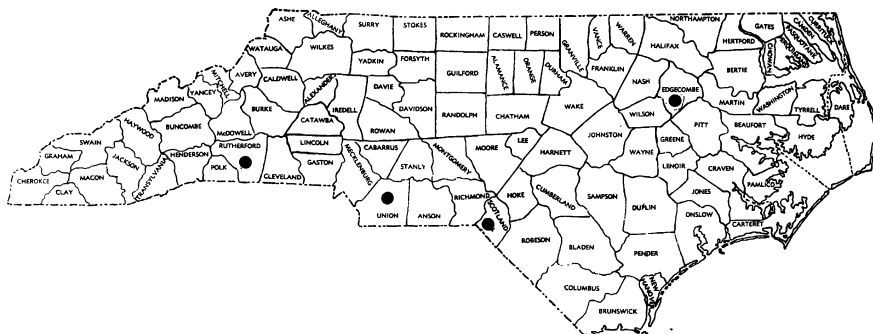 ASHE
ALLEGHANY
SURRY
STOKES
ROCKINGHAM
CASWELL
PERSON
GRANVILLE
VANCE
WARREN
NORTHAMPTON
GATES
CAMDEN
CURRITUCK
PASQUOTANK
PERQUIMANS
CHOWAN
HERTFORD
HALIFAX
BERTIE
WATAUGA
WILKES
YADKIN
FORSYTH
GUILFORD
ALAMANCE
ORANGE
DURHAM
FRANKLIN
NASH
EDGECOMBE
MARTIN
WASHINGTON
TYRRELL
DARE
MITCHELL
AVERY
CALDWELL
ALEXANDER
DAVIE
IREDELL
DAVIDSON
RANDOLPH
CHATHAM
WAKE
WILSON
PITT
BEAUFORT
HYDE
MADISON
YANCEY
BURKE
CATAWBA
ROWAN
JOHNSTON
GREENE
WAYNE
LENOIR
CRAVEN
PAMLICO
HAYWOOD
BUNCOMBE
McDOWELL
LINCOLN
CABARRUS
STANLY
MONTGOMERY
MOORE
LEE
HARNETT
SWAIN
GRAHAM
JACKSON
HENDERSON
RUTHERFORD
CLEVELAND
GASTON
MECKLENBURG
CHEROKEE
CLAY
MACON
TRANSYLVANIA
POLK
UNION
ANSON
RICHMOND
SCOTLAND
HOKE
CUMBERLAND
SAMPSON
DUPLIN
JONES
ONSLOW
CARTERET
ROBESON
BLADEN
PENDER
NEW HANOVER
COLUMBUS
BRUNSWICK